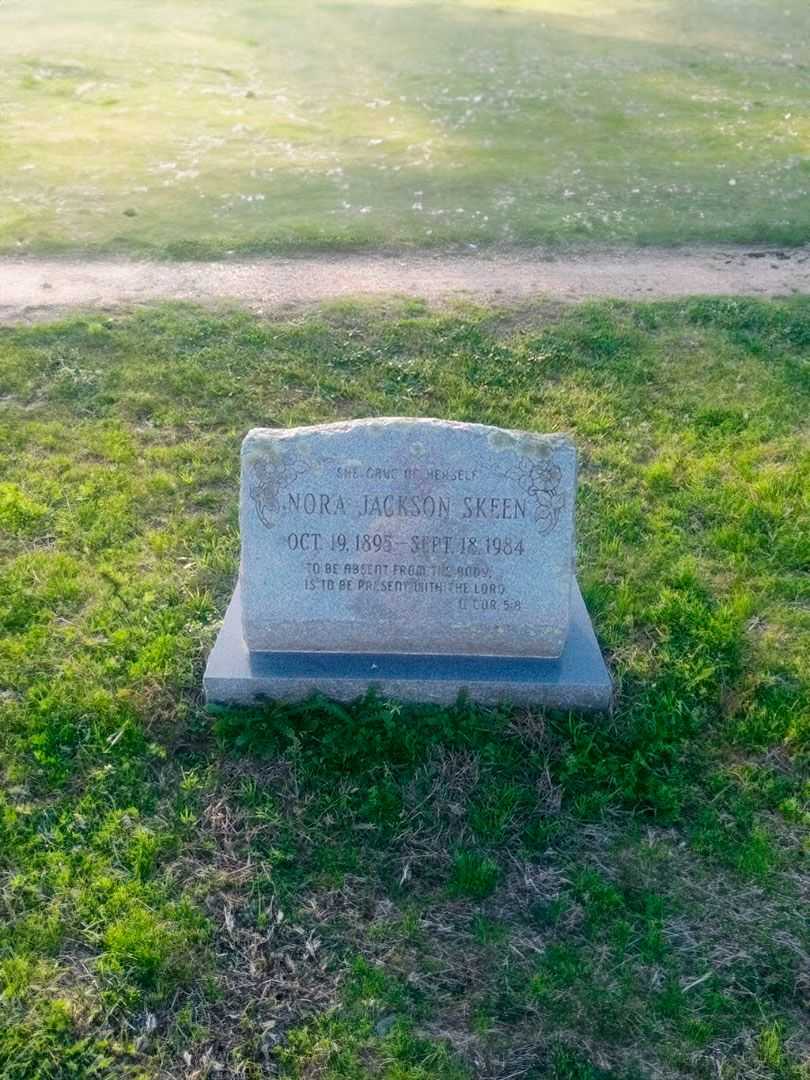 SHE GAVE OF HERSELF
NORA JACKSON SKEEN
OCT. 19, 1895–SEPT. 18, 1984
TO BE ABSENT FROM THE BODY,
IS TO BE PRESENT WITH THE LORD
II COR. 5:8